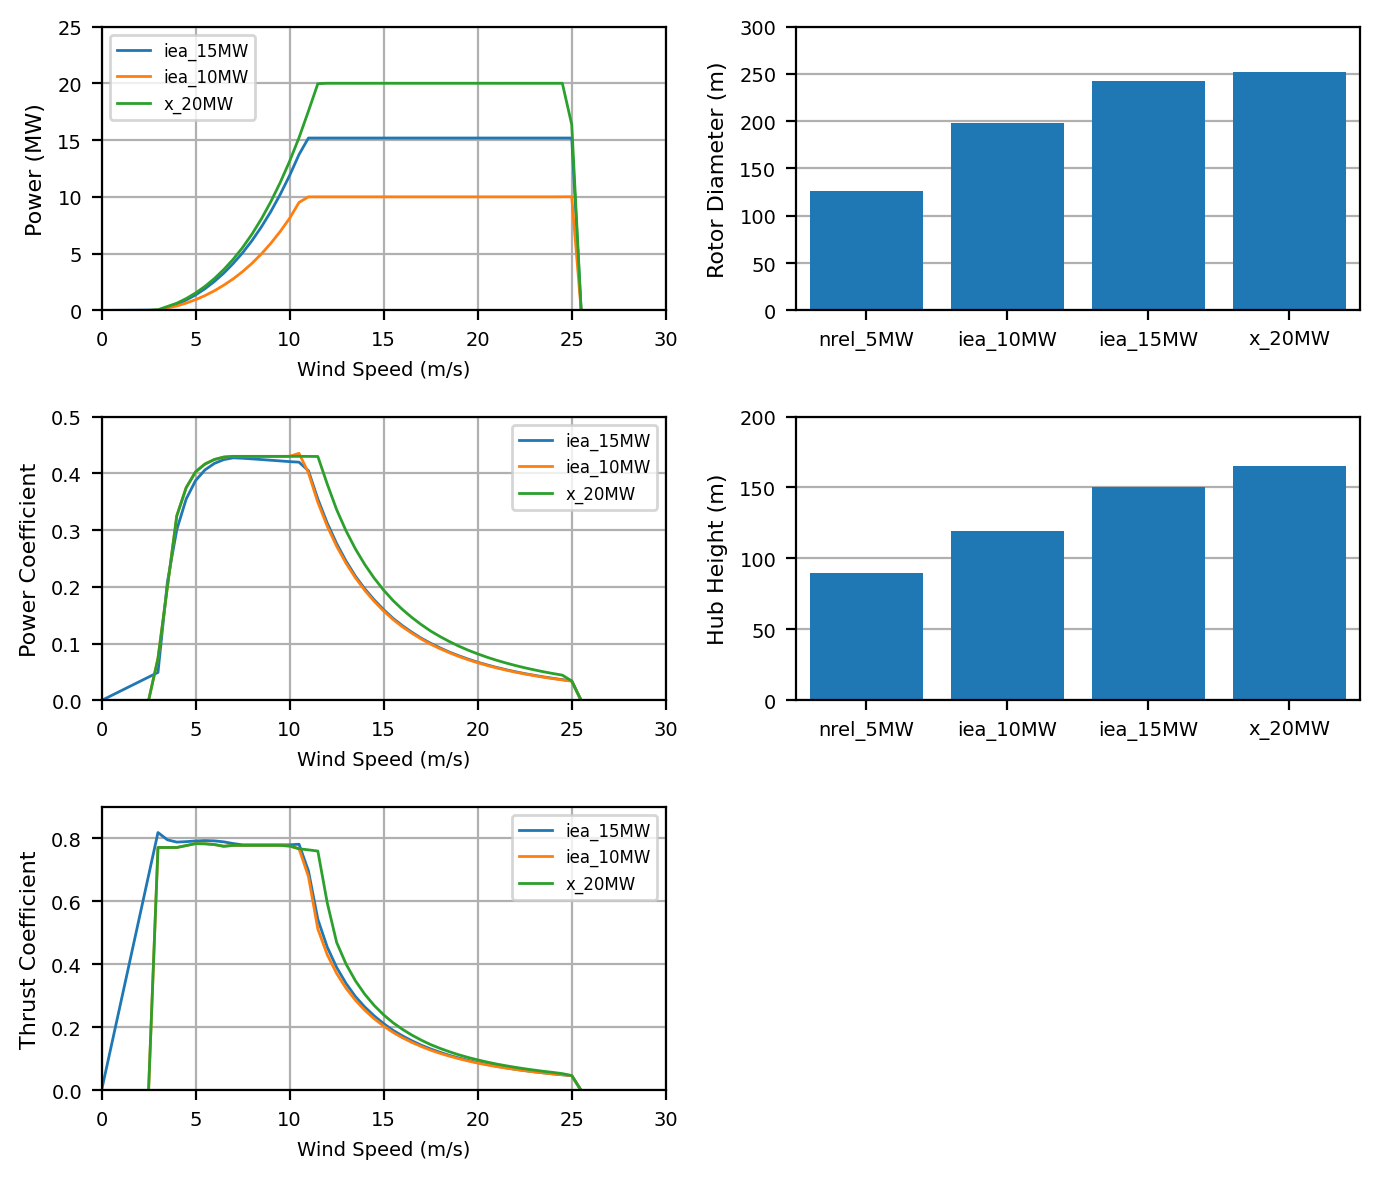 25
20
15
10
5
0
Power (MW)
iea_15MW
iea_10MW
x_20MW
0 5 10 15 20 25 30
Wind Speed (m/s)
300
250
200
150
100
50
0
Rotor Diameter (m)
nrel_5MW iea_10MW iea_15MW x_20MW
0.5
0.4
0.3
0.2
0.1
0.0
Power Coefficient
iea_15MW
iea_10MW
x_20MW
0 5 10 15 20 25 30
Wind Speed (m/s)
200
150
100
50
0
Hub Height (m)
nrel_5MW iea_10MW iea_15MW x_20MW
0.8
0.6
0.4
0.2
0.0
Thrust Coefficient
iea_15MW
iea_10MW
x_20MW
0 5 10 15 20 25 30
Wind Speed (m/s)